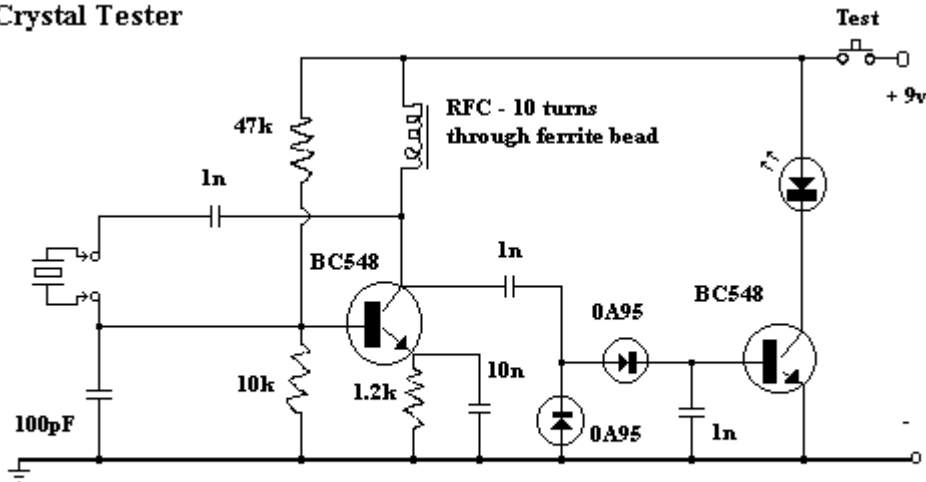 Crystal Tester
Test
+ 9v
RFC - 10 turns
through ferrite bead
47k
1n
BC548
1n
BC548
0A95
10k
1.2k
10n
100pF
0A95
1n
-